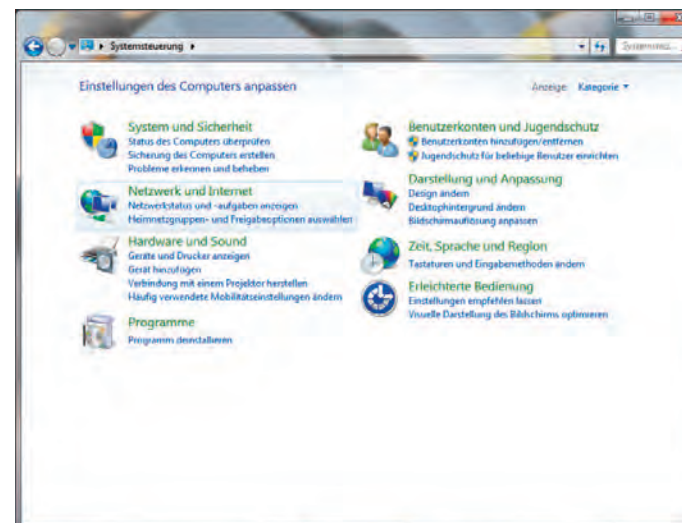 Systemsteuerung
Einstellungen des Computers anpassen
Anzeige: Kategorie
System und Sicherheit
Status des Computers überprüfen
Sicherung des Computers erstellen
Probleme erkennen und beheben
Netzwerk und Internet
Netzwerkstatus und -aufgaben anzeigen
Heimnetzgruppen- und Freigabeoptionen auswählen
Hardware und Sound
Geräte und Drucker anzeigen
Gerät hinzufügen
Verbindung mit einem Projektor herstellen
Häufig verwendete Mobilitätseinstellungen ändern
Programme
Programm deinstallieren
Benutzerkonten und Jugendschutz
Benutzerkonten hinzufügen/entfernen
Jugendschutz für beliebige Benutzer einrichten
Darstellung und Anpassung
Design ändern
Desktophintergrund ändern
Bildschirmauflösung anpassen
Zeit, Sprache und Region
Tastaturen und Eingabemethoden ändern
Erleichterte Bedienung
Einstellungen empfehlen lassen
Visuelle Darstellung des Bildschirms optimieren